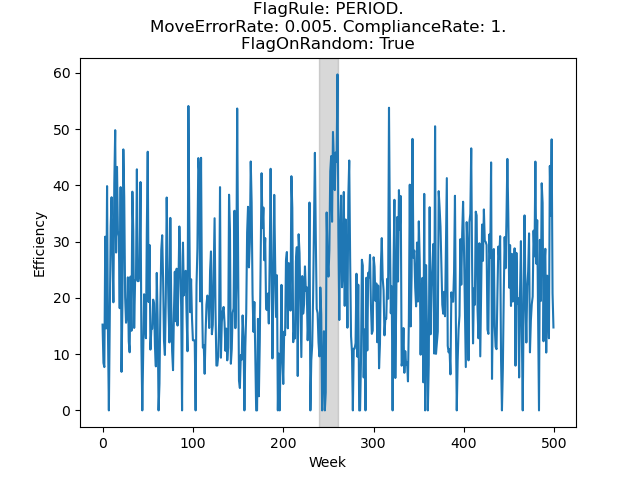 FlagRule: PERIOD.
MoveErrorRate: 0.005. ComplianceRate: 1.
FlagOnRandom: True
60
50
40
30
20
10
0
Efficiency
0 100 200 300 400 500
Week